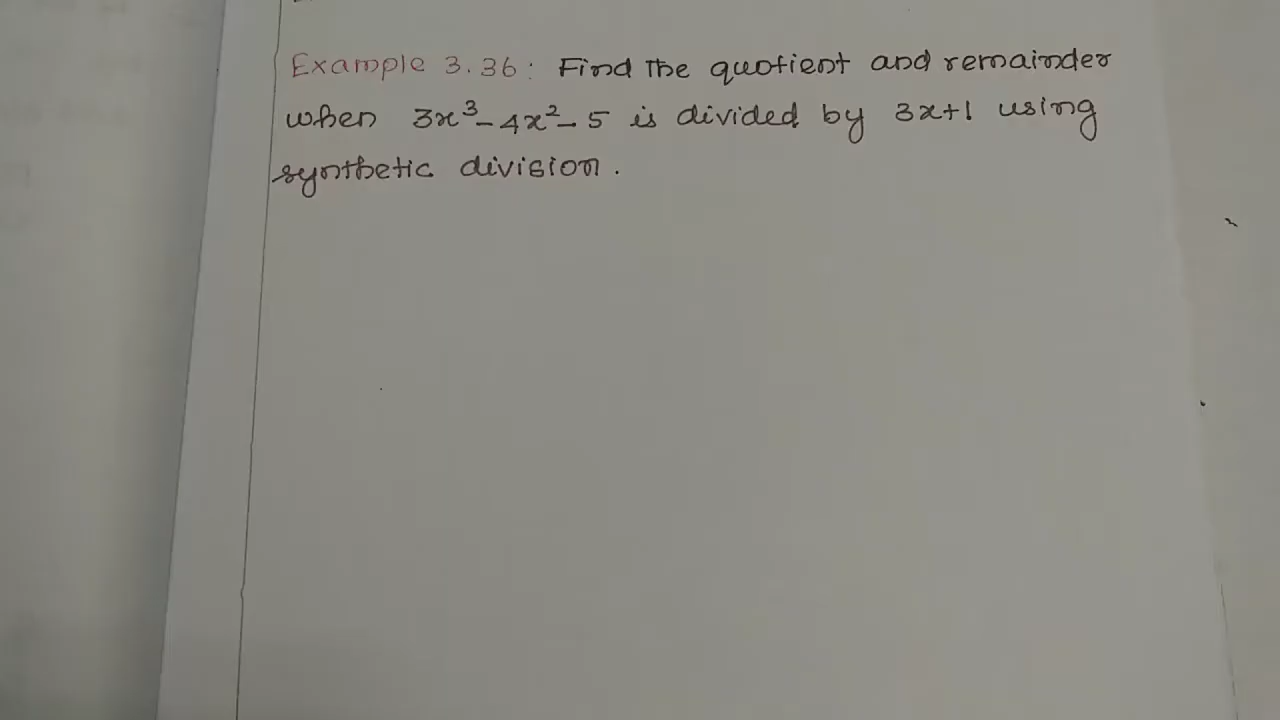 Example 3.36: Find the quotient and remainder
when 3x³-4x²-5 is divided by 3x+1 using
synthetic division.